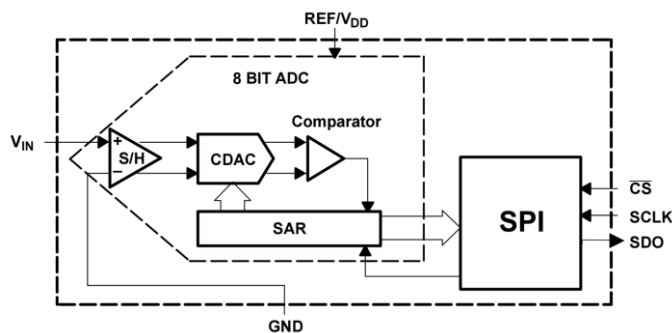 REF/VDD
8 BIT ADC
Comparator
VIN
+
S/H
−
CDAC
SAR
SPI
CS
SCLK
SDO
GND